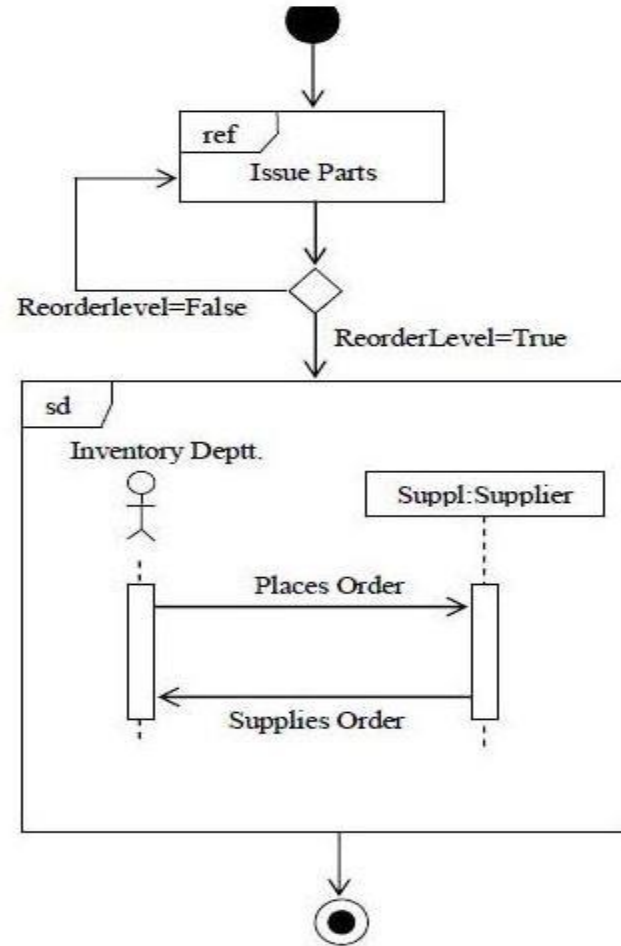 ref
Issue Parts
Reorderlevel=False
ReorderLevel=True
sd
Inventory Deptt.
Suppl:Supplier
Places Order
Supplies Order